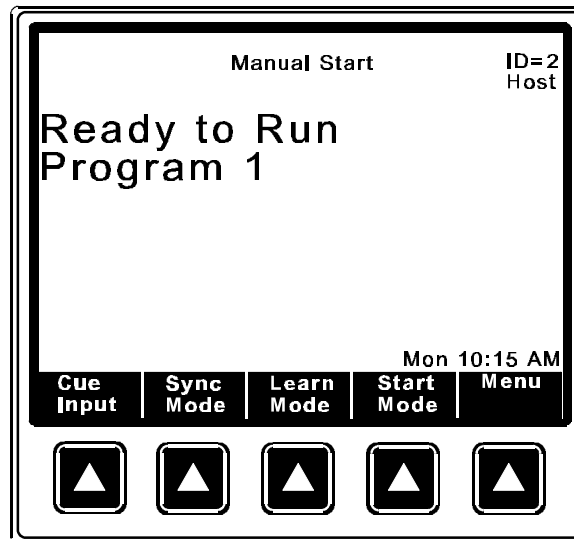 Manual Start
ID=2
Host
Ready to Run
Program 1
Mon 10:15 AM
Cue Input
Sync Mode
Learn Mode
Start Mode
Menu